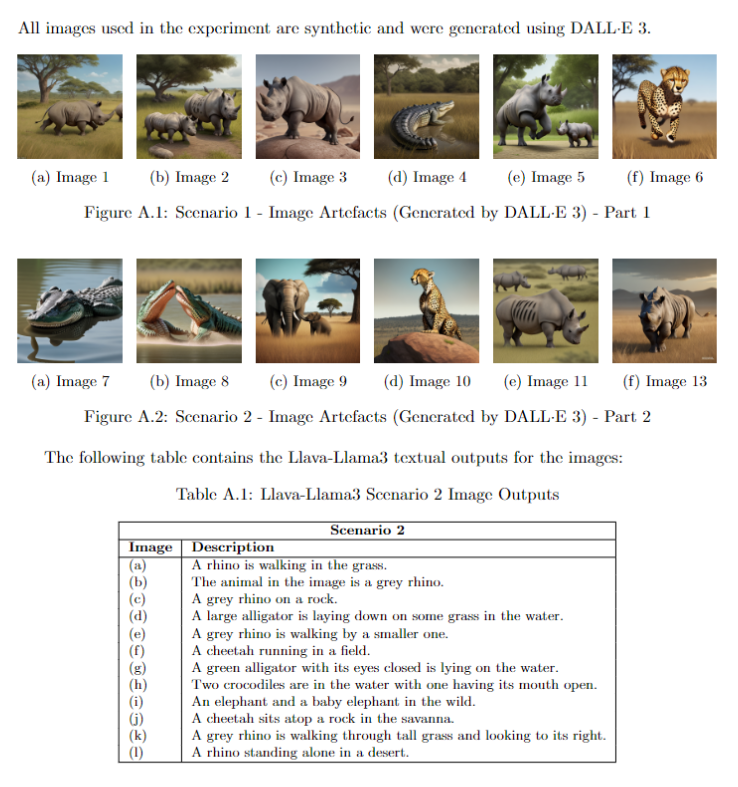 All images used in the experiment are synthetic and were generated using DALL·E 3.
(a) Image 1 (b) Image 2 (c) Image 3 (d) Image 4 (e) Image 5 (f) Image 6
Figure A.1: Scenario 1 - Image Artefacts (Generated by DALL·E 3) - Part 1
(a) Image 7 (b) Image 8 (c) Image 9 (d) Image 10 (e) Image 11 (f) Image 13
Figure A.2: Scenario 2 - Image Artefacts (Generated by DALL·E 3) - Part 2
The following table contains the Llava-Llama3 textual outputs for the images:
Table A.1: Llava-Llama3 Scenario 2 Image Outputs
Scenario 2
Image Description
(a) A rhino is walking in the grass.
(b) The animal in the image is a grey rhino.
(c) A grey rhino on a rock.
(d) A large alligator is laying down on some grass in the water.
(e) A grey rhino is walking by a smaller one.
(f) A cheetah running in a field.
(g) A green alligator with its eyes closed is lying on the water.
(h) Two crocodiles are in the water with one having its mouth open.
(i) An elephant and a baby elephant in the wild.
(j) A cheetah sits atop a rock in the savanna.
(k) A grey rhino is walking through tall grass and looking to its right.
(l) A rhino standing alone in a desert.